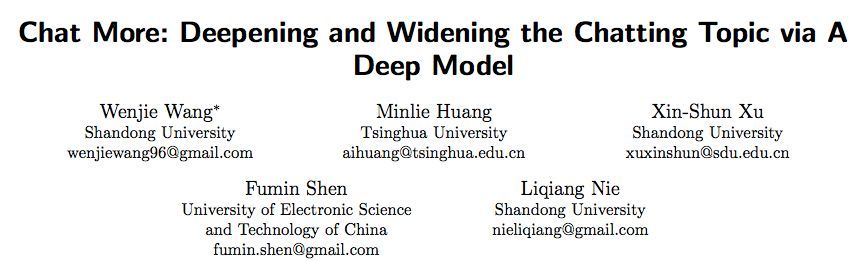 Chat More: Deepening and Widening the Chatting Topic via A
Deep Model
Wenjie Wang*
Shandong University
wenjiewang96@gmail.com
Minlie Huang
Tsinghua University
aihuang@tsinghua.edu.cn
Xin-Shun Xu
Shandong University
xuxinshun@sdu.edu.cn
Fumin Shen
University of Electronic Science
and Technology of China
fumin.shen@gmail.com
Liqiang Nie
Shandong University
nieliqiang@gmail.com